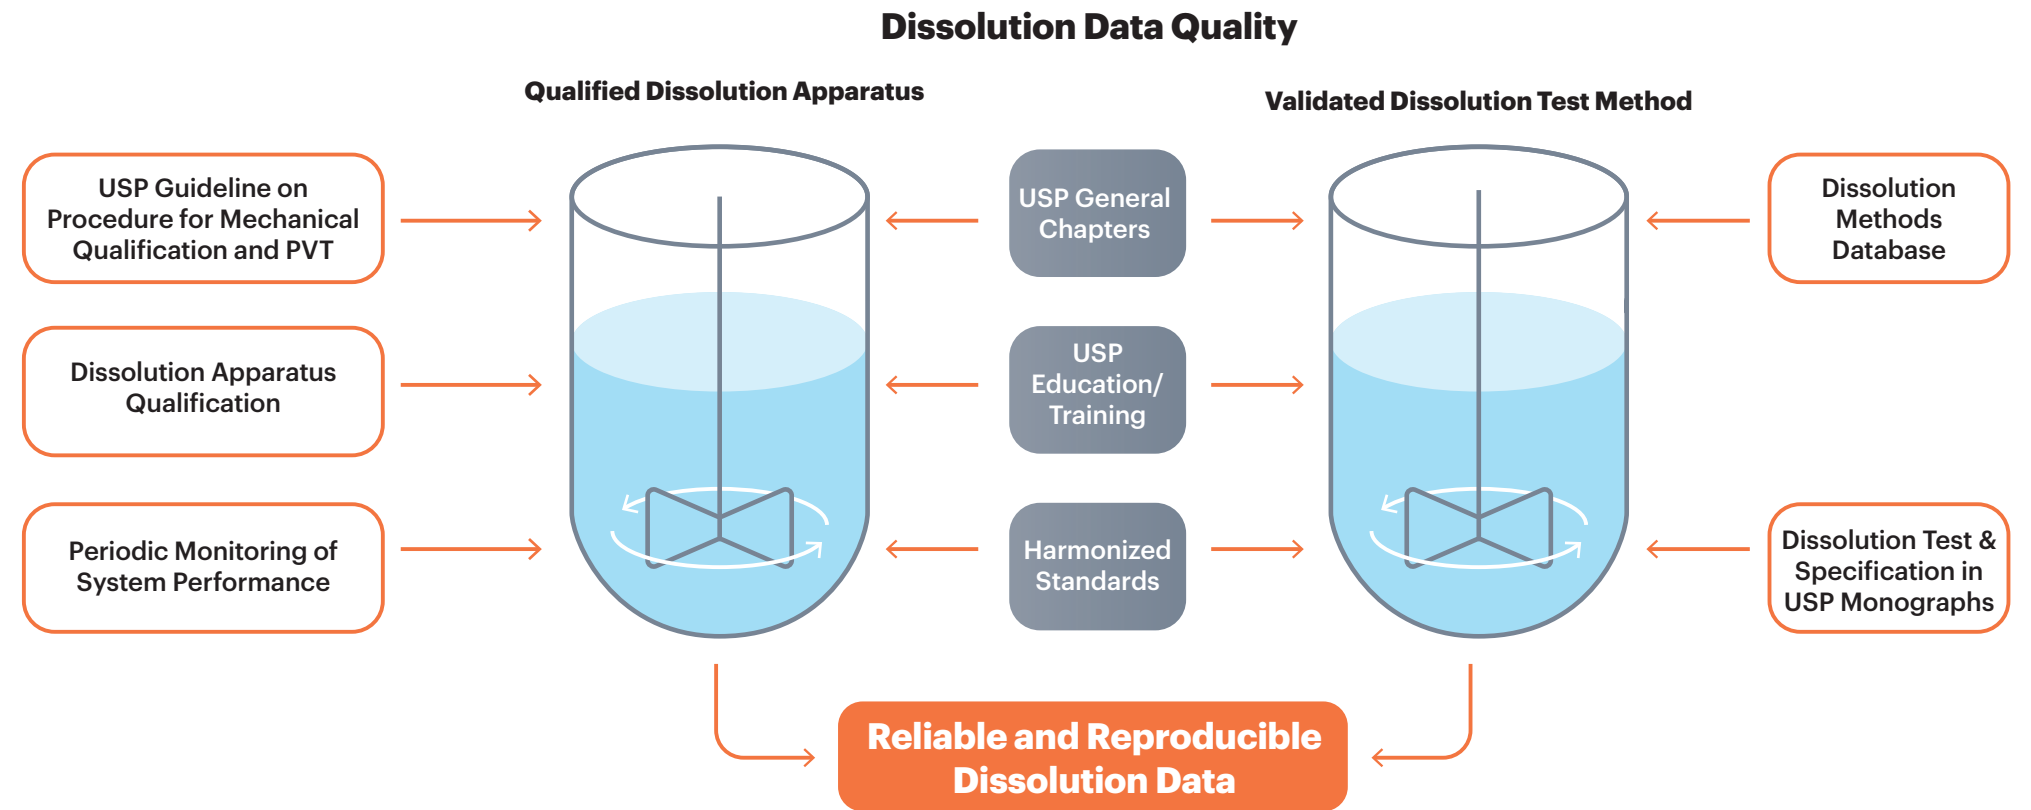 Dissolution Data Quality
Qualified Dissolution Apparatus
Validated Dissolution Test Method
USP Guideline on
Procedure for Mechanical
Qualification and PVT
Dissolution Apparatus
Qualification
Periodic Monitoring of
System Performance
USP General
Chapters
USP
Education/
Training
Harmonized
Standards
Dissolution
Methods
Database
Dissolution Test &
Specification in
USP Monographs
Reliable and Reproducible
Dissolution Data